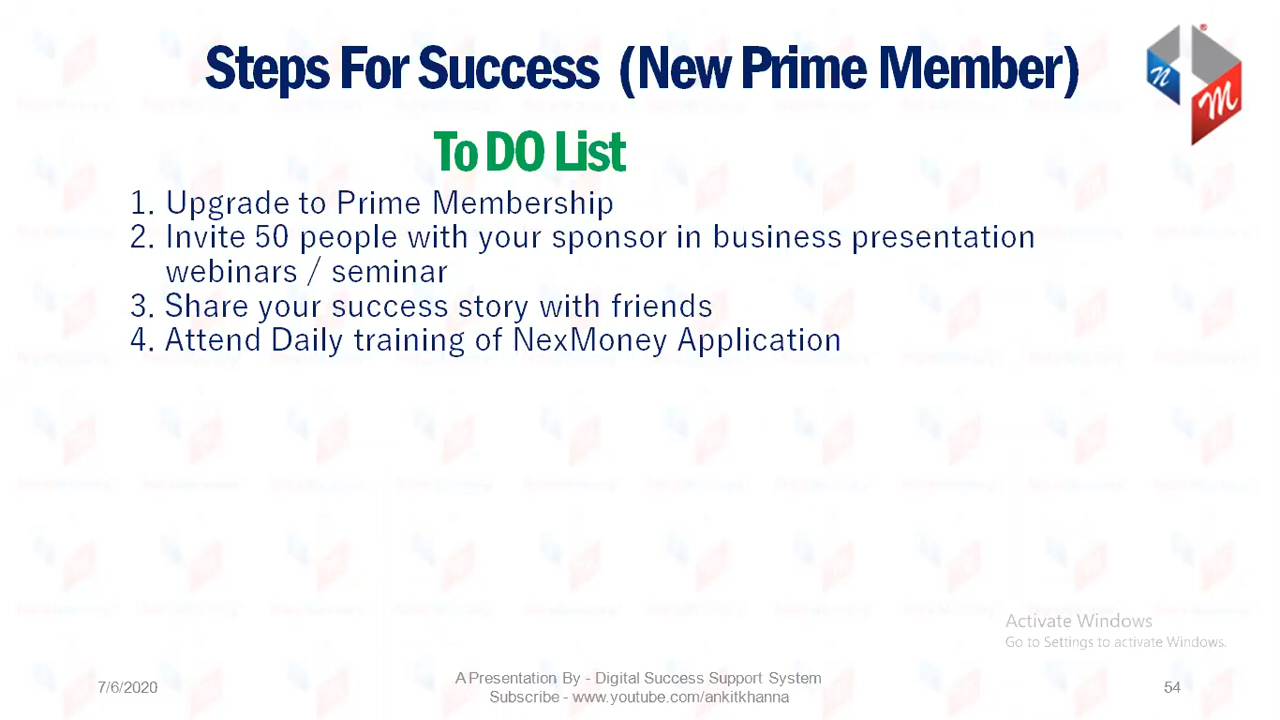 Steps For Success (New Prime Member)
n
M
To DO List
1. Upgrade to Prime Membership
2. Invite 50 people with your sponsor in business presentation
webinars / seminar
3. Share your success story with friends
4. Attend Daily training of NexMoney Application
Activate Windows
Go to Settings to activate Windows.
7/6/2020
A Presentation By - Digital Success Support System
Subscribe - www.youtube.com/ankitkhanna
54